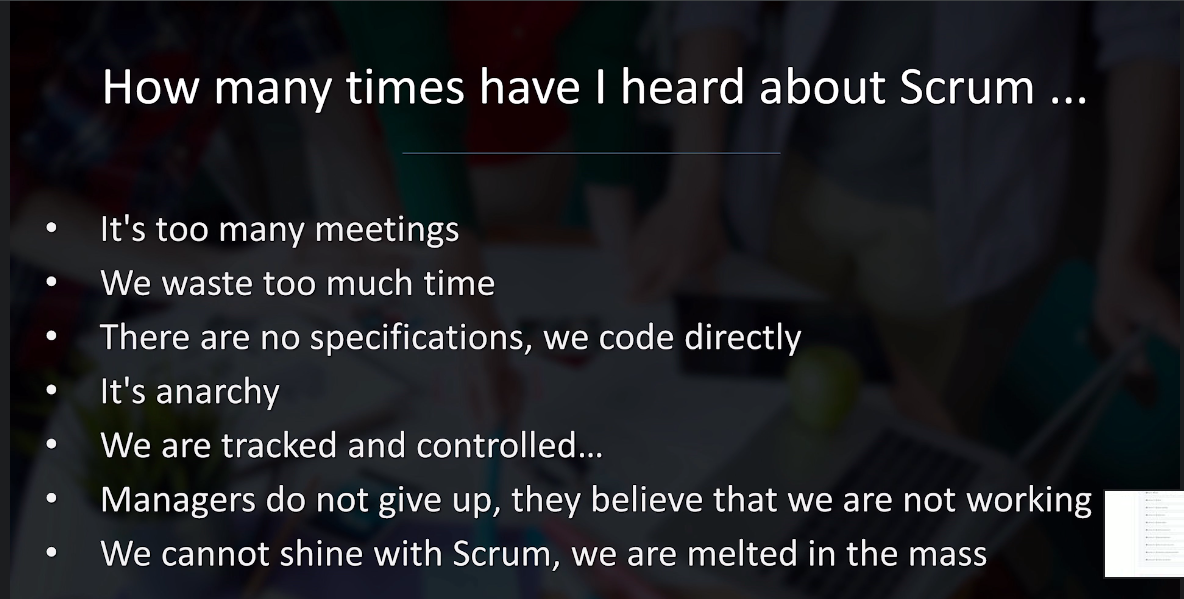 How many times have I heard about Scrum ...
• It's too many meetings
• We waste too much time
• There are no specifications, we code directly
• It's anarchy
• We are tracked and controlled...
• Managers do not give up, they believe that we are not working
• We cannot shine with Scrum, we are melted in the mass